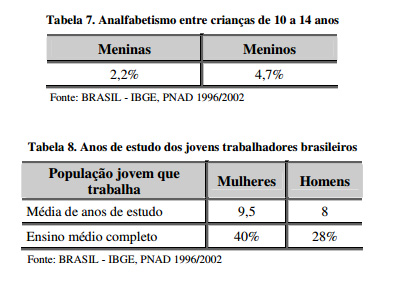 Tabela 7. Analfabetismo entre crianças de 10 a 14 anos
Meninas Meninos
2,2% 4,7%
Fonte: BRASIL - IBGE, PNAD 1996/2002
Tabela 8. Anos de estudo dos jovens trabalhadores brasileiros
População jovem que trabalha Mulheres Homens
Média de anos de estudo 9,5 8
Ensino médio completo 40% 28%
Fonte: BRASIL - IBGE, PNAD 1996/2002